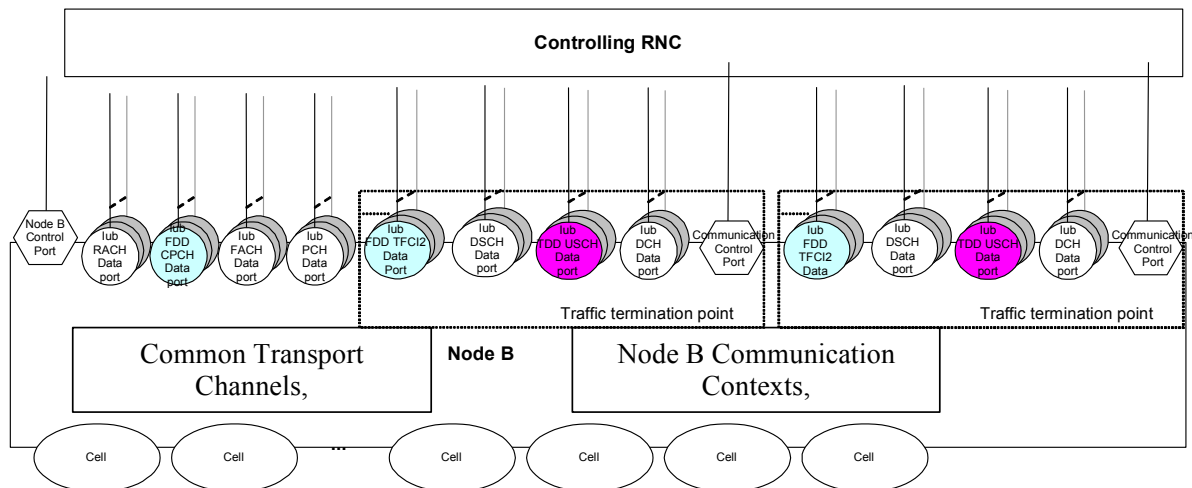 Controlling RNC
Node B
Control
Port
Iub
RACH
Data
port
Iub
FDD
CPCH
Data
port
Iub
FACH
Data
port
Iub
PCH
Data
port
Iub
FDD TFCI2
Data
Port
Iub
DSCH
Data
port
Iub
TDD USCH
Data
port
Iub
DCH
Data
port
Communication
Control
Port
Iub
FDD
TFCI2
Data
Iub
DSCH
Data
port
Iub
TDD USCH
Data
port
Iub
DCH
Data
port
Communication
Control
Port
Traffic termination point
Traffic termination point
Common Transport
Channels,
Node B
Node B Communication
Contexts,
Cell
Cell
...
Cell
Cell
Cell
Cell